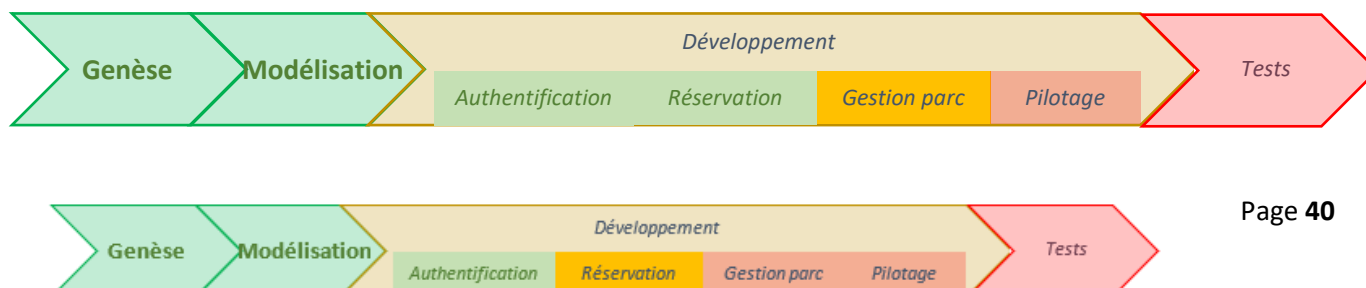 Développement
Genèse Modélisation Tests
Authentification Réservation Gestion parc Pilotage
Page 40
Développement
Genèse Modélisation Tests
Authentification Réservation Gestion parc Pilotage